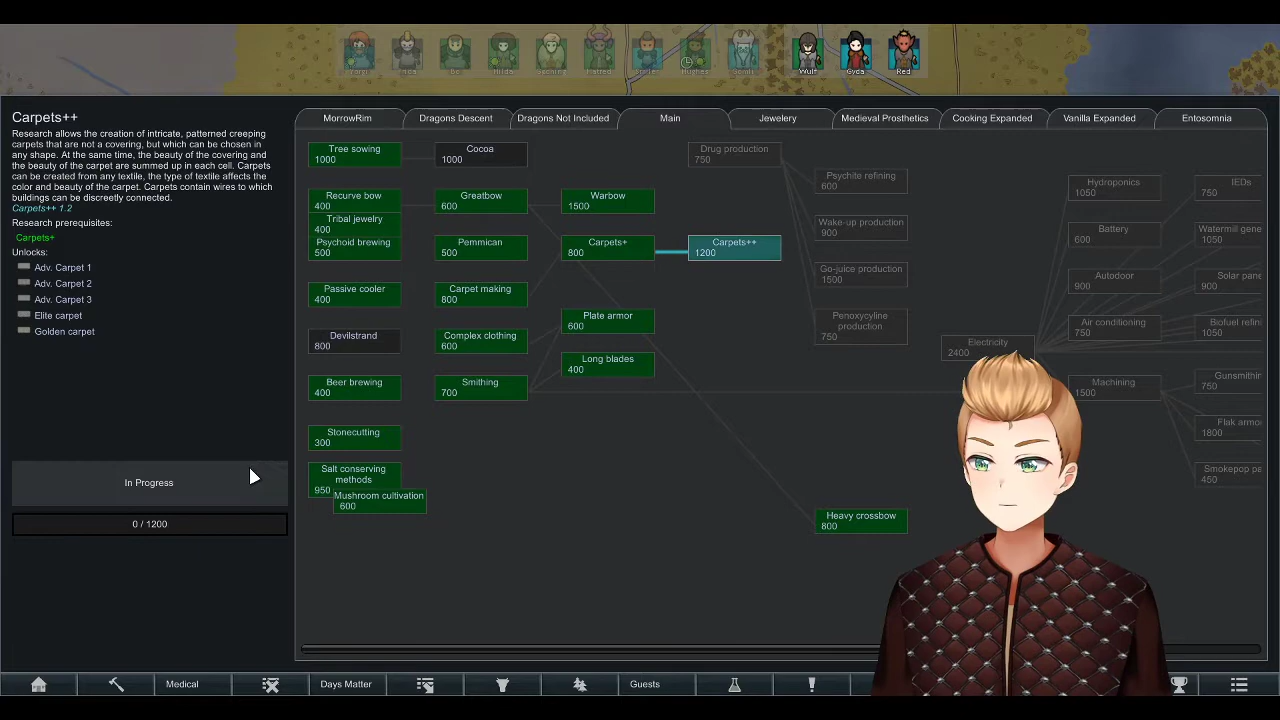 Hilda
Wulf
Gyda
Red
MorrowRim
Dragons Descent
Dragons Not Included
Main
Jewelery
Medieval Prosthetics
Cooking Expanded
Vanilla Expanded
Entosomnia
Carpets++
Research allows the creation of intricate, patterned creeping
carpets that are not a covering, but which can be chosen in
any shape. At the same time, the beauty of the covering and
the beauty of the carpet are summed up in each cell. Carpets
can be created from any textile, the type of textile affects the
color and beauty of the carpet. Carpets contain wires to which
buildings can be discreetly connected.
Carpets++ 1.2
Research prerequisites:
Carpets+
Unlocks:
Adv. Carpet 1
Adv. Carpet 2
Adv. Carpet 3
Elite carpet
Golden carpet
In Progress
0 / 1200
Tree sowing
1000
Cocoa
1000
Drug production
750
Psychite refining
600
Hydroponics
1050
IEDs
750
Recurve bow
400
Greatbow
600
Warbow
1500
Tribal jewelry
400
Wake-up production
900
Battery
600
Watermill gene
1050
Psychoid brewing
500
Pemmican
500
Carpets+
800
Carpets++
1200
Go-juice production
1500
Autodoor
900
Solar pane
900
Passive cooler
400
Carpet making
800
Plate armor
600
Penoxycyline
production
750
Air conditioning
750
Biofuel refini
1050
Devilstrand
800
Complex clothing
600
Long blades
400
Electricity
2400
Beer brewing
400
Smithing
700
Machining
1500
Gunsmithin
750
Stonecutting
300
Flak armo
1800
Salt conserving
methods
950
Mushroom cultivation
600
Smokepop pa
450
Heavy crossbow
800
Medical
Days Matter
Guests